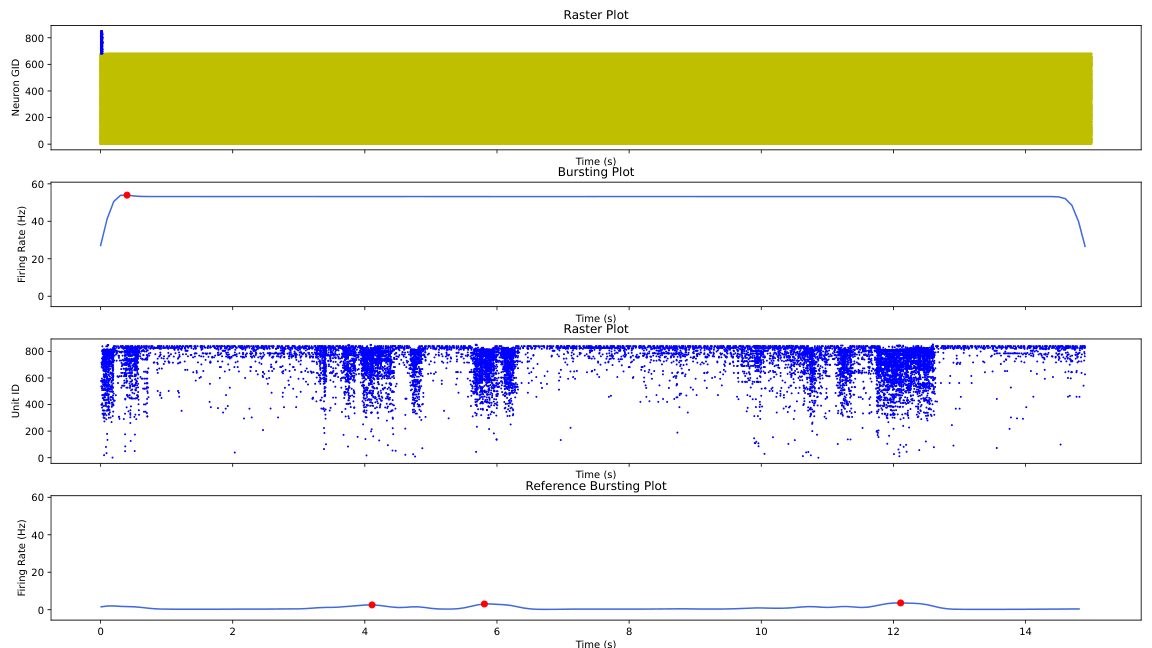 Raster Plot
800
600
400
200
0
Neuron GID
Time (s)
Bursting Plot
60
40
20
0
Firing Rate (Hz)
Time (s)
Raster Plot
800
600
400
200
0
Unit ID
Time (s)
Reference Bursting Plot
60
40
20
0
Firing Rate (Hz)
0 2 4 6 8 10 12 14
Time (s)